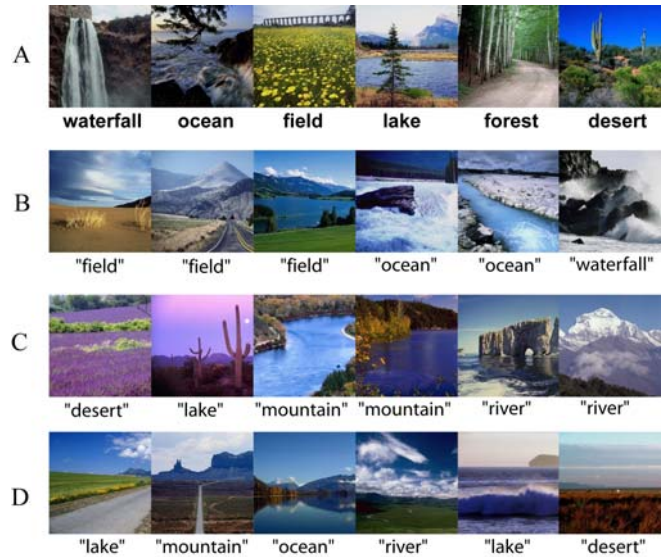 A
waterfall ocean field lake forest desert
B
"field" "field" "field" "ocean" "ocean" "waterfall"
C
"desert" "lake" "mountain" "mountain" "river" "river"
D
"lake" "mountain" "ocean" "river" "lake" "desert"